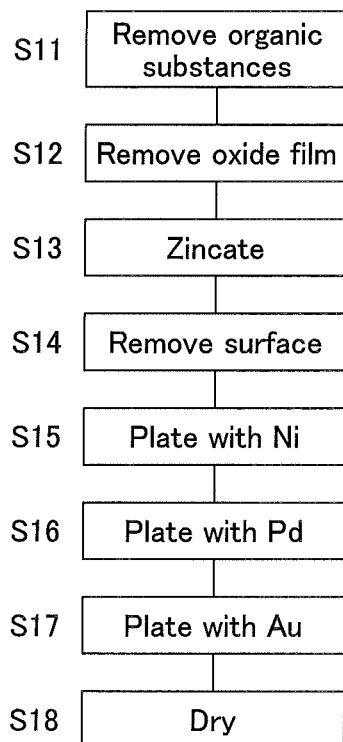 S11 Remove organic
substances
S12 Remove oxide film
S13 Zincate
S14 Remove surface
S15 Plate with Ni
S16 Plate with Pd
S17 Plate with Au
S18 Dry